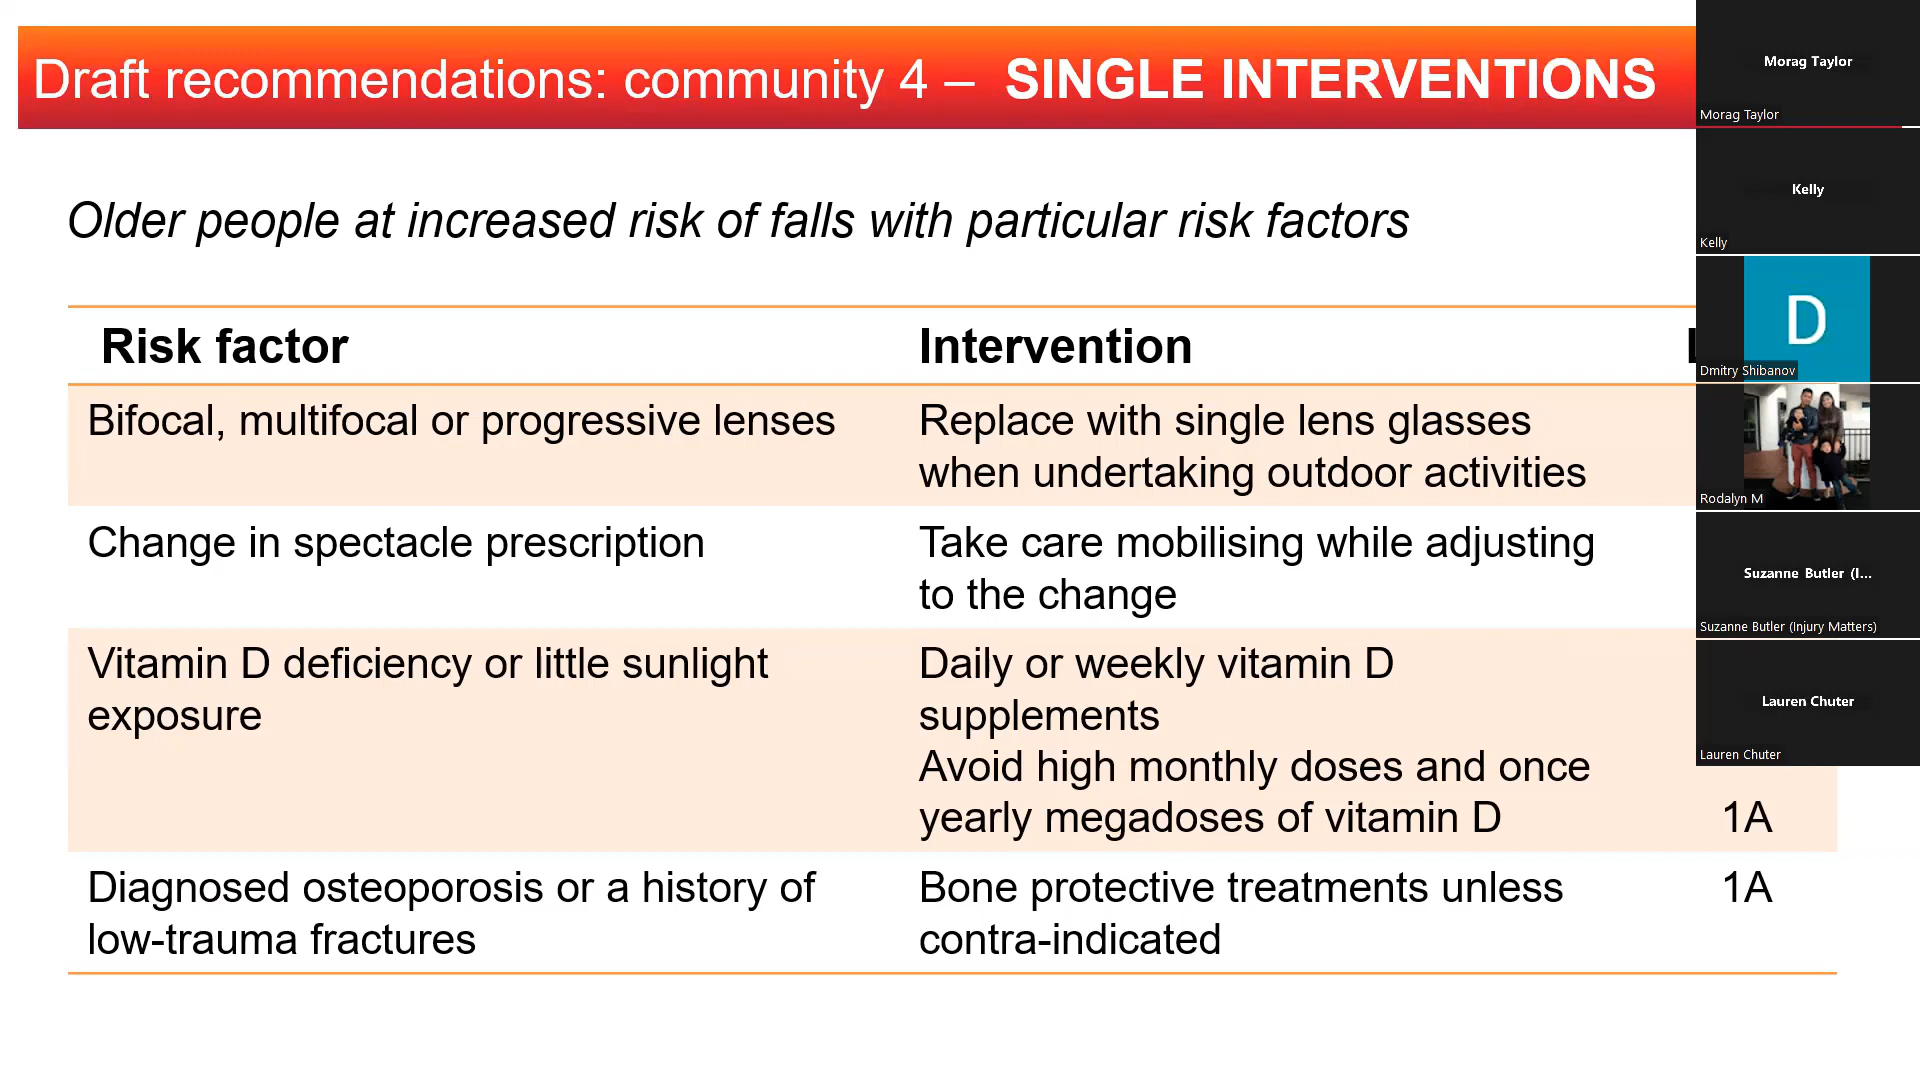 Draft recommendations: community 4 – SINGLE INTERVENTIONS
Older people at increased risk of falls with particular risk factors
Risk factor Intervention
Bifocal, multifocal or progressive lenses Replace with single lens glasses
when undertaking outdoor activities
Change in spectacle prescription Take care mobilising while adjusting
to the change
Vitamin D deficiency or little sunlight Daily or weekly vitamin D
exposure supplements
Avoid high monthly doses and once
yearly megadoses of vitamin D 1A
Diagnosed osteoporosis or a history of Bone protective treatments unless 1A
low-trauma fractures contra-indicated
Morag Taylor
Morag Taylor
Kelly
Kelly
D
Dmitry Shibanov
Rodalyn M
Suzanne Butler (I...
Suzanne Butler (Injury Matters)
Lauren Chuter
Lauren Chuter